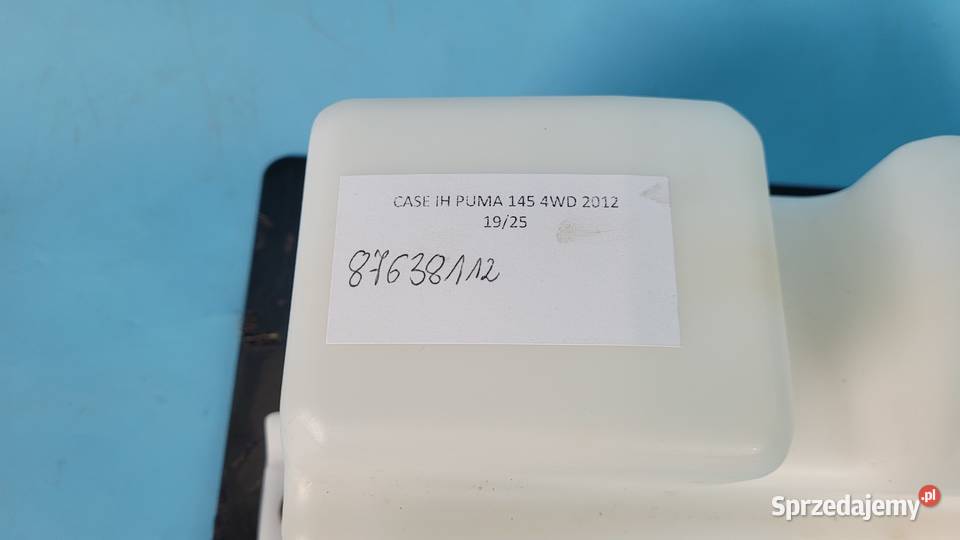 CASE IH PUMA 145 4WD 2012
19/25
87638112
Sprzedajemy.pl